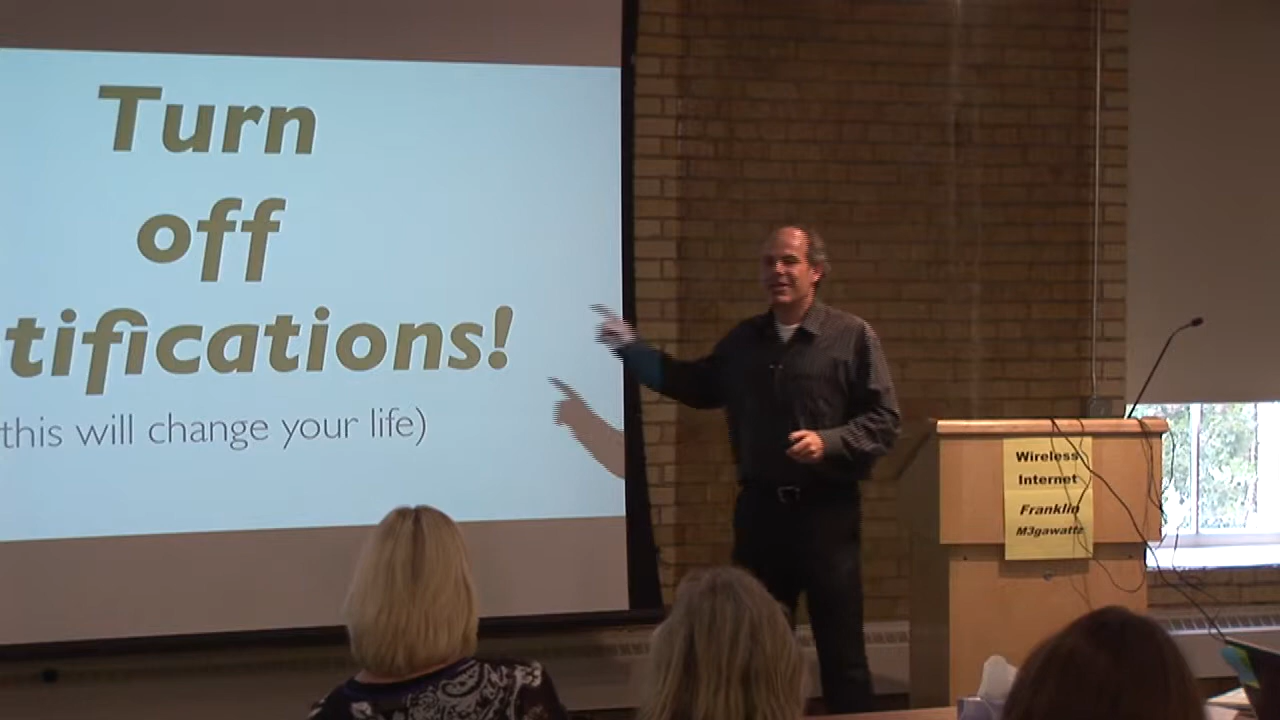 Turn
off
tifications!
this will change your life)
Wireless
Internet
Franklin
M3gawattz